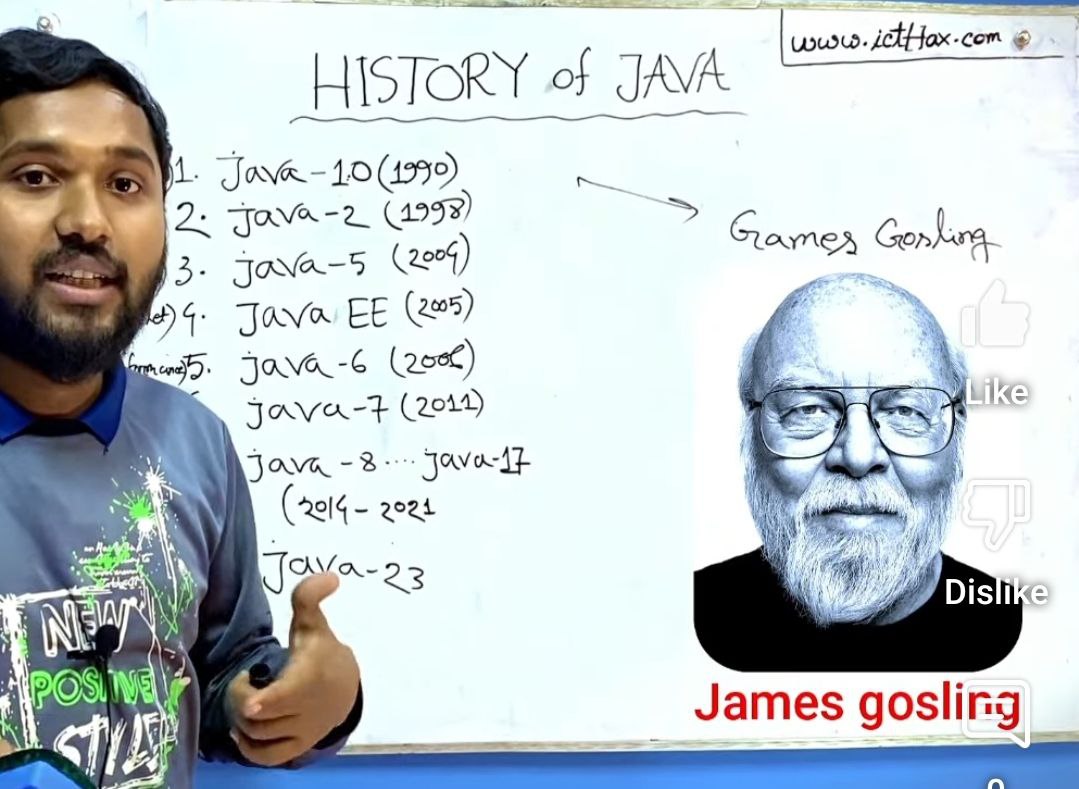 www.ictHax.com
HISTORY of JAVA
1. Java-1.0 (1990)
2. java-2 (1998)
3. java-5 (2004)
4. Java EE (2005)
5. java-6 (2006)
java-7 (2011)
java-8....java-17
(2014-2021
Java-23
Games Gosling
Like
Dislike
James gosling
NEW
POSITIVE
STYLE